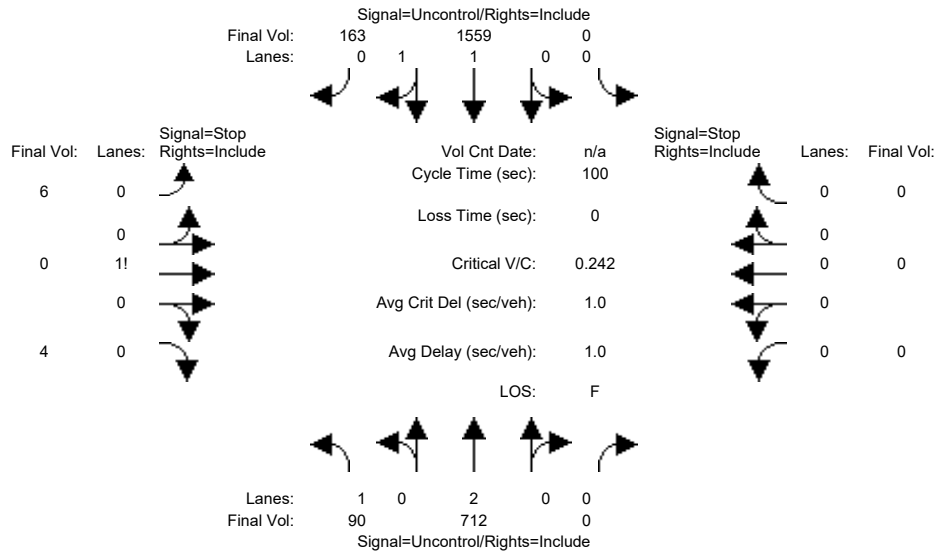 Signal=Uncontrol/Rights=Include
Final Vol: 163 1559 0
Lanes: 0 1 1 0 0
Signal=Stop
Final Vol: Lanes: Rights=Include
Vol Cnt Date: n/a
Signal=Stop
Rights=Include Lanes: Final Vol:
Cycle Time (sec): 100
6 0
0 0
Loss Time (sec): 0
0
0
0 1!
Critical V/C: 0.242
0 0
0
Avg Crit Del (sec/veh): 1.0
0
4 0
Avg Delay (sec/veh): 1.0
0 0
LOS: F
Lanes: 1 0 2 0 0
Final Vol: 90 712 0
Signal=Uncontrol/Rights=Include